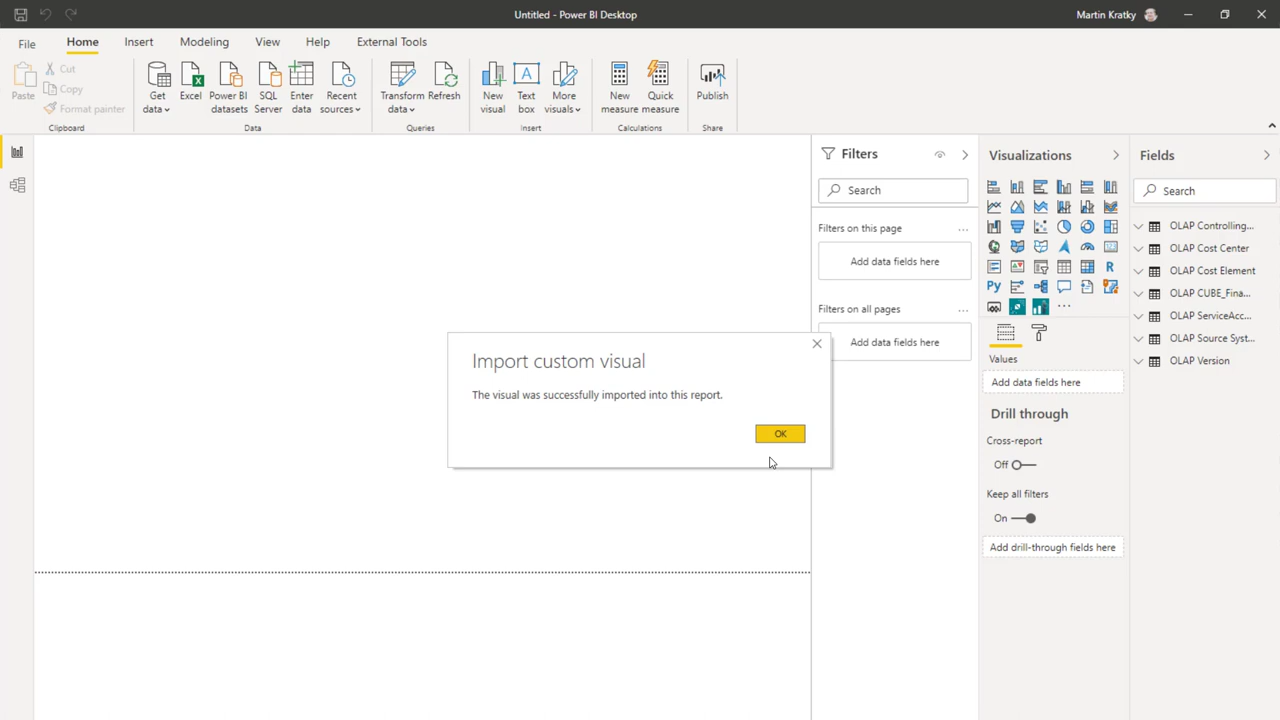 Untitled - Power BI Desktop
Martin Kratky
File
Home
Insert
Modeling
View
Help
External Tools
Paste
Cut
Copy
Format painter
Clipboard
Get data
Excel
Power BI datasets
SQL Server
Enter data
Recent sources
Data
Transform data
Refresh
Queries
New visual
A
Text box
More visuals
Insert
New measure
Quick measure
Calculations
Publish
Share
Filters
Search
Filters on this page
...
Add data fields here
Filters on all pages
...
Add data fields here
Import custom visual
The visual was successfully imported into this report.
OK
Visualizations
R
Py
...
Values
Add data fields here
Drill through
Cross-report
Off
Keep all filters
On
Add drill-through fields here
Fields
Search
OLAP Controlling...
OLAP Cost Center
OLAP Cost Element
OLAP CUBE_Fina...
OLAP ServiceAcc...
OLAP Source Syst...
OLAP Version